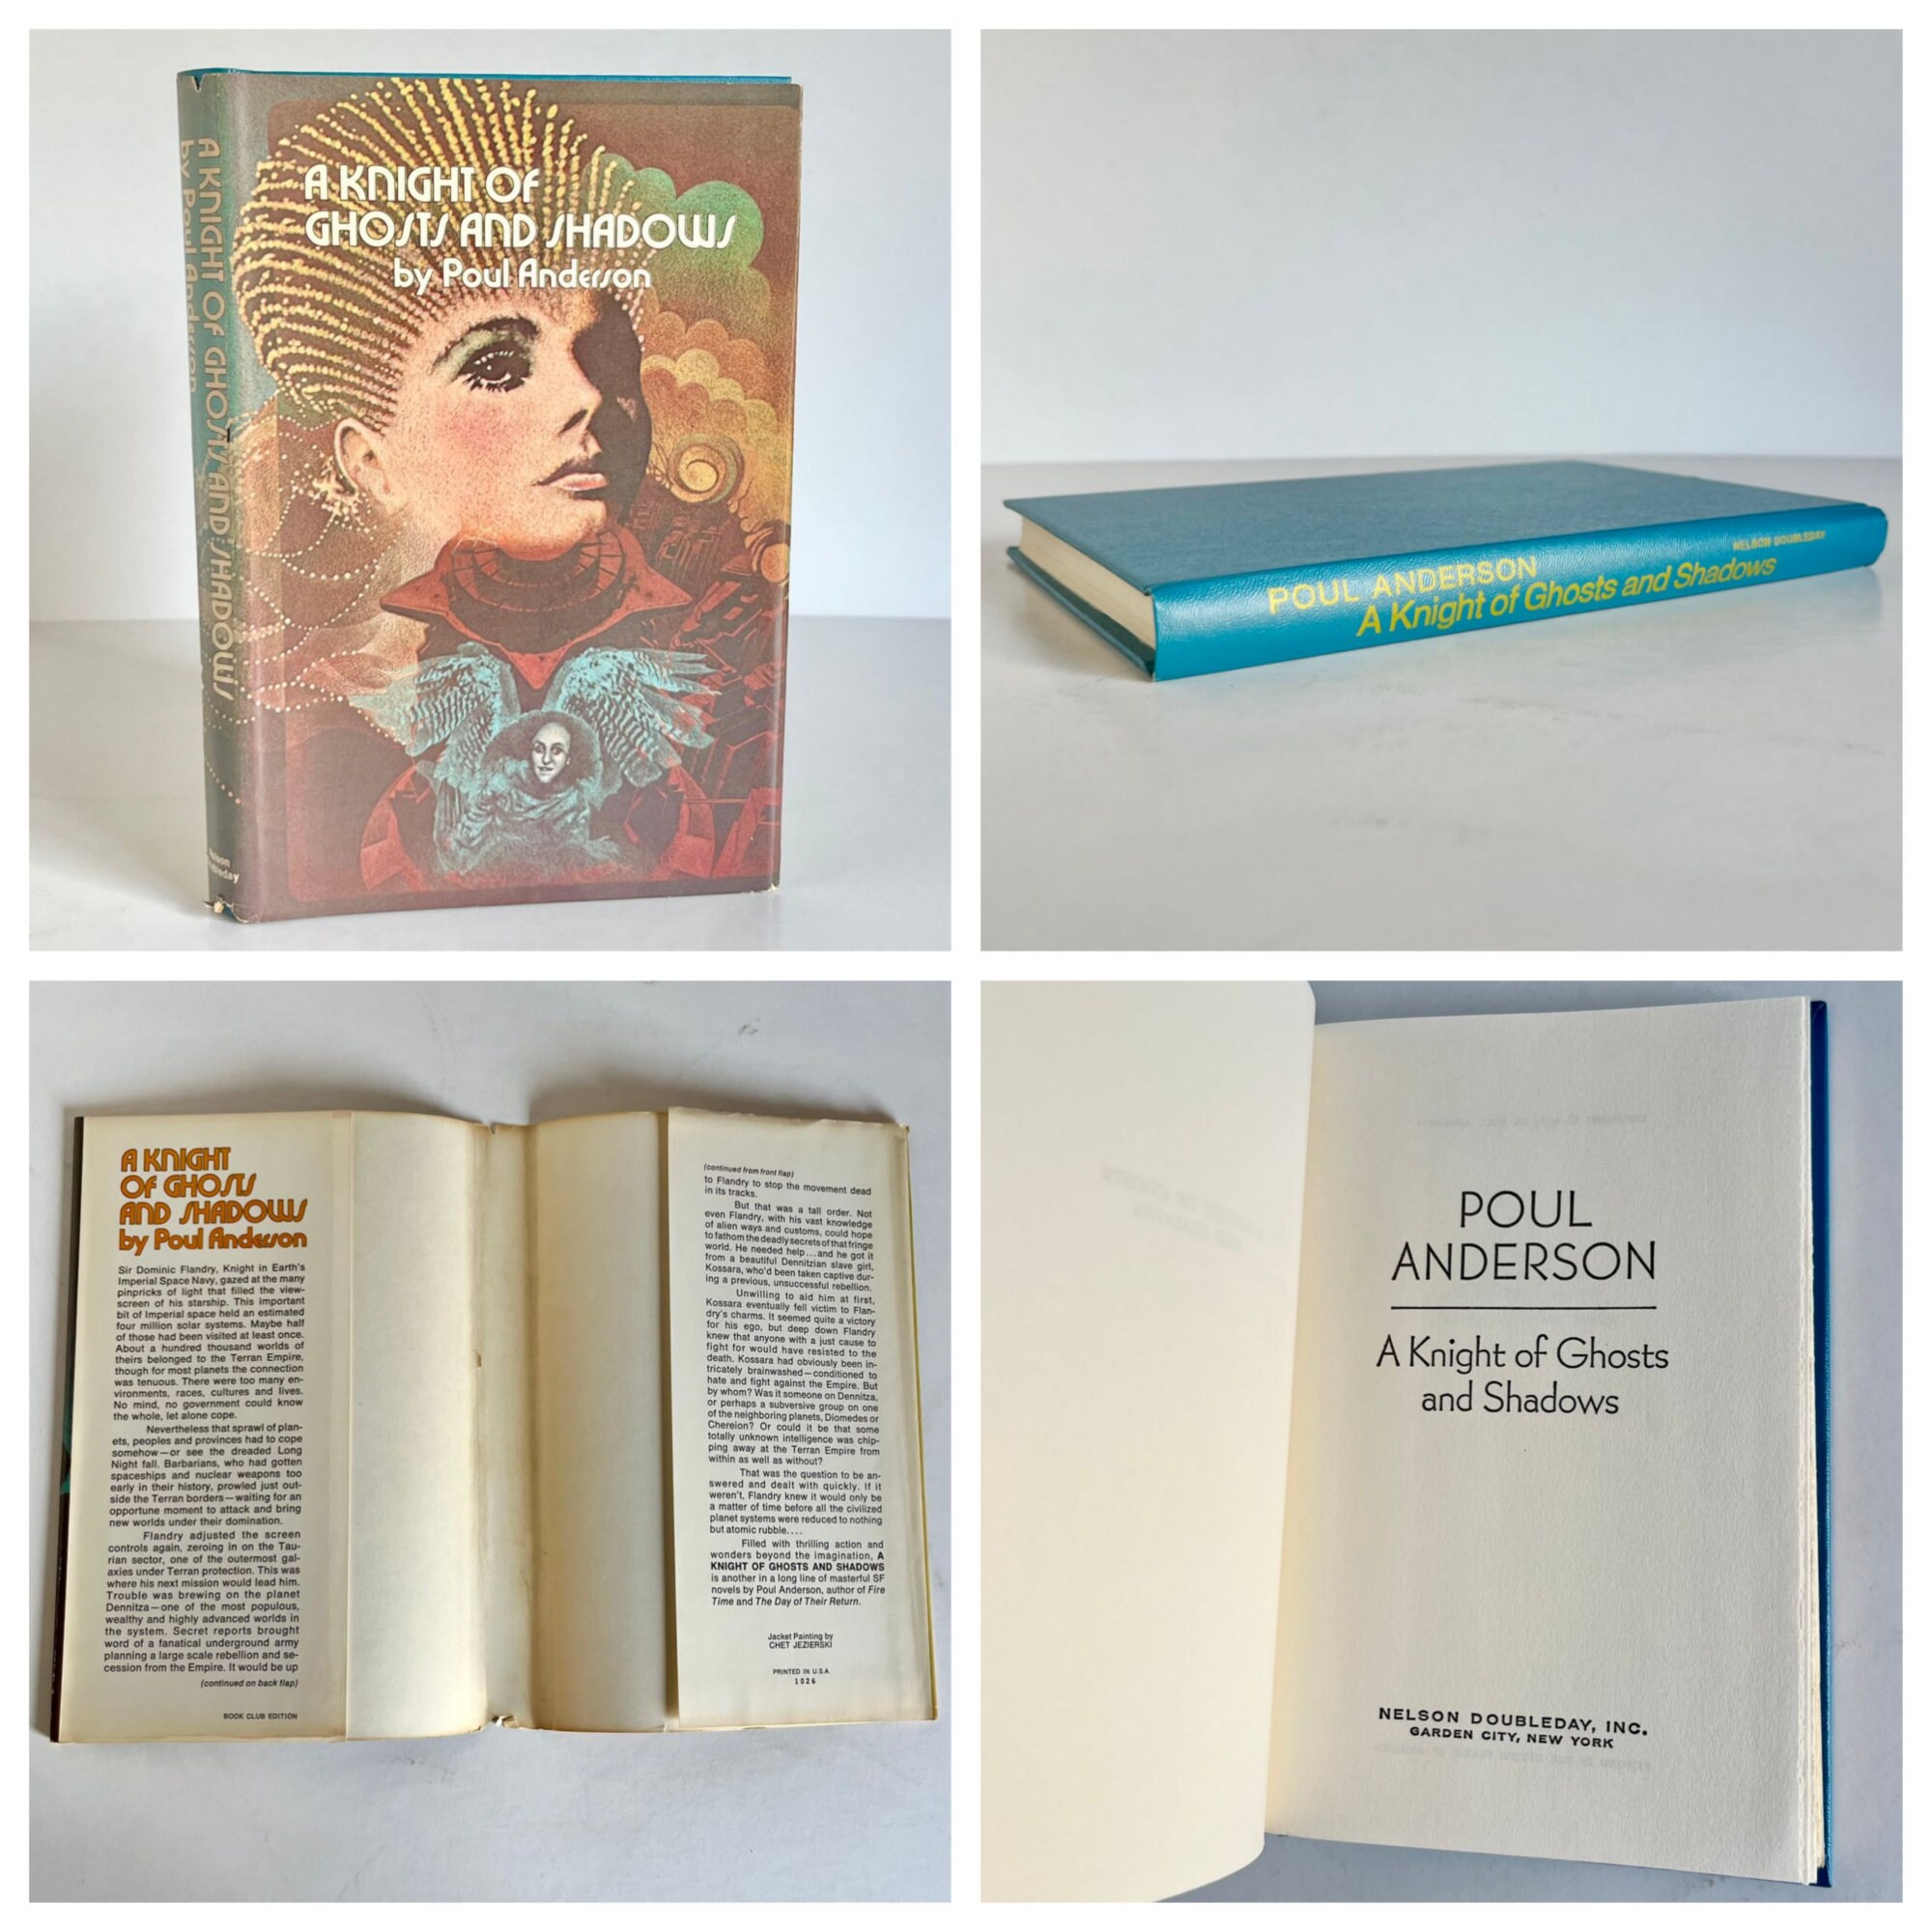 A KNIGHT OF GHOSTS AND SHADOWS
by Poul Anderson
A KNIGHT OF
GHOSTS AND SHADOWS
by Poul Anderson
POUL ANDERSON
A Knight of Ghosts and Shadows
NELSON DOUBLEDAY
A KNIGHT
OF GHOSTS
AND SHADOWS
by Poul Anderson
Sir Dominic Flandry, Knight in Earth's
Imperial Space Navy, gazed at the many
pinpricks of light that filled the view-
screen of his starship. This important
bit of Imperial space held an estimated
four million solar systems. Maybe half
of those had been visited at least once.
About a hundred thousand worlds of
theirs belonged to the Terran Empire,
though for most planets the connection
was tenuous. There were too many en-
vironments, races, cultures and lives.
No mind, no government could know
the whole, let alone cope.
Nevertheless that sprawl of plan-
ets, peoples and provinces had to cope
somehow—or see the dreaded Long
Night fall. Barbarians, who had gotten
spaceships and nuclear weapons too
early in their history, prowled just out-
side the Terran borders—waiting for an
opportune moment to attack and bring
new worlds under their domination.
Flandry adjusted the screen
controls again, zeroing in on the Tau-
rian sector, one of the outermost gal-
axies under Terran protection. This was
where his next mission would lead him.
Trouble was brewing on the planet
Dennitza—one of the most populous,
wealthy and highly advanced worlds in
the system. Secret reports brought
word of a fanatical underground army
planning a large scale rebellion and se-
cession from the Empire. It would be up
(continued on back flap)
BOOK CLUB EDITION
(continued from front flap)
to Flandry to stop the movement dead
in its tracks.
But that was a tall order. Not
even Flandry, with his vast knowledge
of alien ways and customs, could hope
to fathom the deadly secrets of that fringe
world. He needed help...and he got it
from a beautiful Dennitzian slave girl,
Kossara, who'd been taken captive dur-
ing a previous, unsuccessful rebellion.
Unwilling to aid him at first,
Kossara eventually fell victim to Flan-
dry's charms. It seemed quite a victory
for his ego, but deep down Flandry
knew that anyone with a just cause to
fight for would have resisted to the
death. Kossara had obviously been in-
tricately brainwashed—conditioned to
hate and fight against the Empire. But
by whom? Was it someone on Dennitza,
or perhaps a subversive group on one
of the neighboring planets, Diomedes or
Chereion? Or could it be that some
totally unknown intelligence was chip-
ping away at the Terran Empire from
within as well as without?
That was the question to be an-
swered and dealt with quickly. If it
weren't, Flandry knew it would only be
a matter of time before all the civilized
planet systems were reduced to nothing
but atomic rubble....
Filled with thrilling action and
wonders beyond the imagination, A
KNIGHT OF GHOSTS AND SHADOWS
is another in a long line of masterful SF
novels by Poul Anderson, author of Fire
Time and The Day of Their Return.
Jacket Painting by
CHET JEZIERSKI
PRINTED IN U.S.A.
1026
POUL
ANDERSON
A Knight of Ghosts
and Shadows
NELSON DOUBLEDAY, INC.
GARDEN CITY, NEW YORK